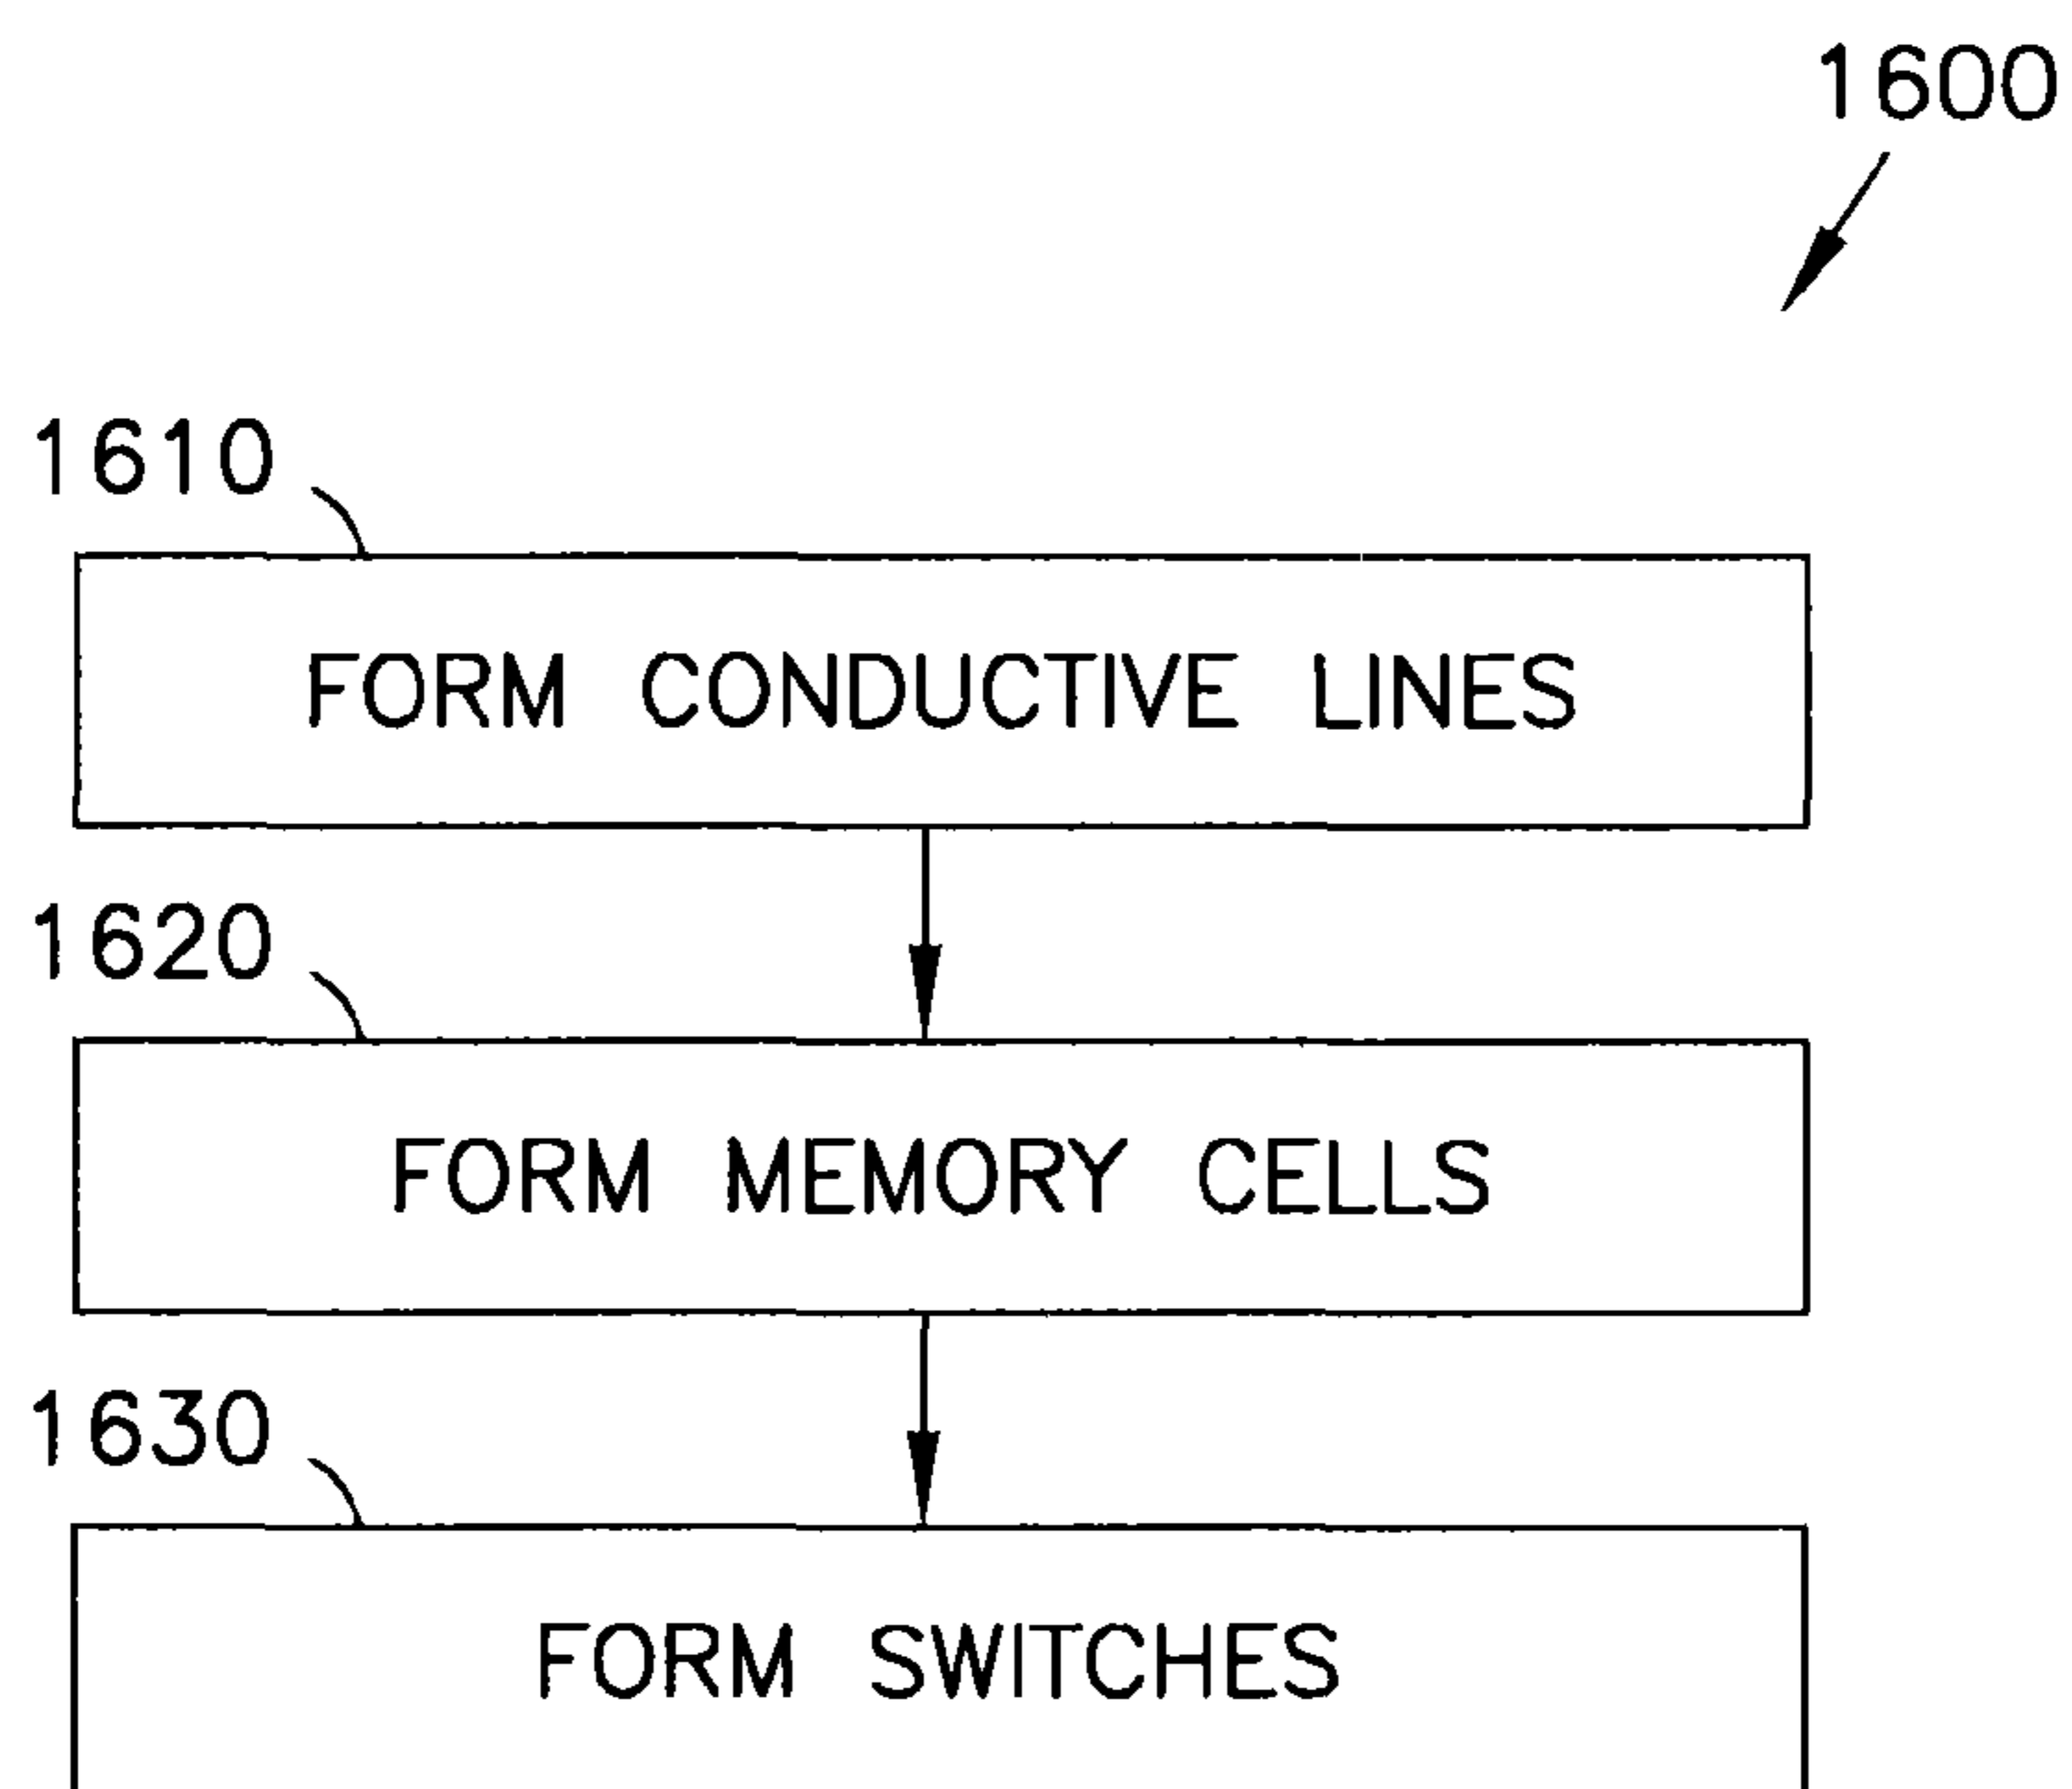 1600
1610
FORM CONDUCTIVE LINES
1620
FORM MEMORY CELLS
1630
FORM SWITCHES